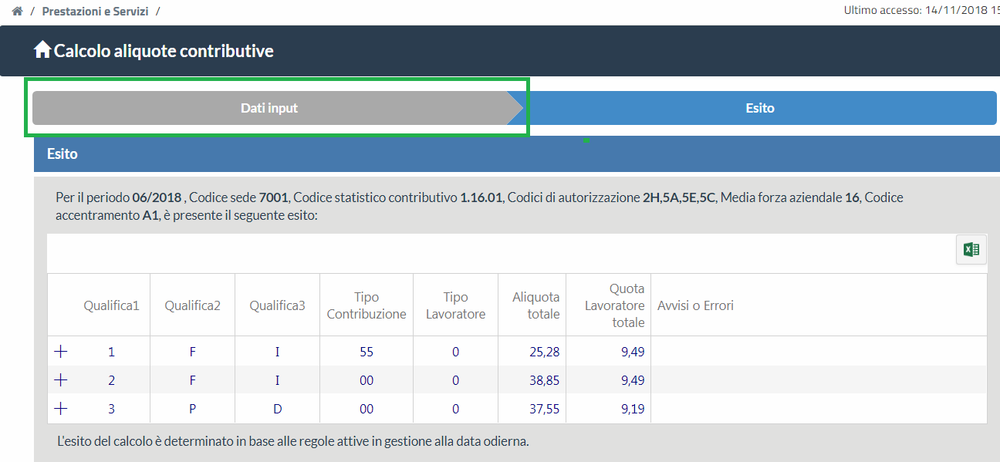 / Prestazioni e Servizi /
Ultimo accesso: 14/11/2018 15
Calcolo aliquote contributive
Dati input
Esito
Esito
Per il periodo 06/2018 , Codice sede 7001, Codice statistico contributivo 1.16.01, Codici di autorizzazione 2H,5A,5E,5C, Media forza aziendale 16, Codice
accentramento A1, è presente il seguente esito:
Qualifica1 Qualifica2 Qualifica3 Tipo Contribuzione Tipo Lavoratore Aliquota totale Quota Lavoratore totale Avvisi o Errori
1 F I 55 0 25,28 9,49
2 F I 00 0 38,85 9,49
3 P D 00 0 37,55 9,19
L'esito del calcolo è determinato in base alle regole attive in gestione alla data odierna.